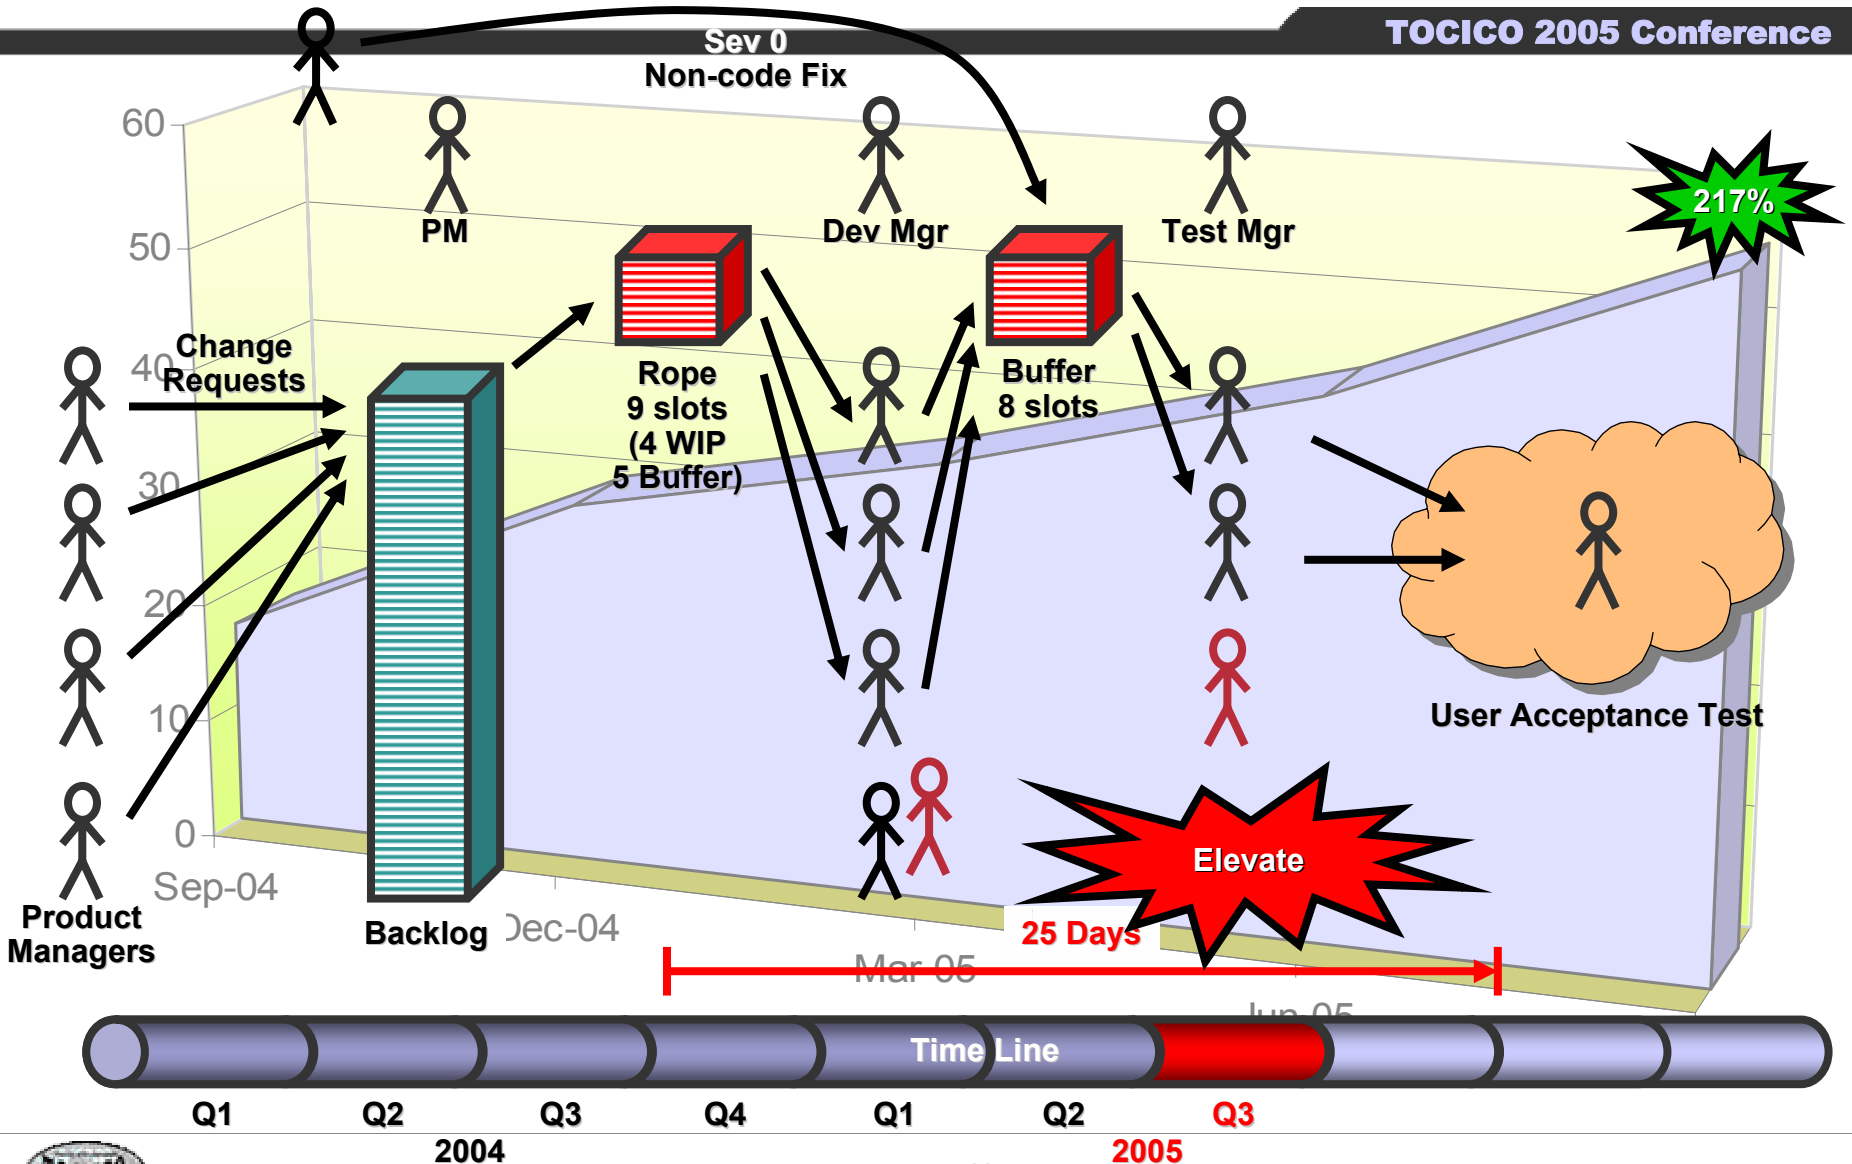 TOCICO 2005 Conference
Sev 0
Non-code Fix
60
PM
Dev Mgr
Test Mgr
217%
50
Change
Requests
40
Rope
9 slots
(4 WIP
5 Buffer)
Buffer
8 slots
30
20
10
User Acceptance Test
0
Sep-04
Elevate
Product
Managers
Backlog
Dec-04
25 Days
Mar-05
Jun-05
Time Line
Q1
Q2
Q3
Q4
Q1
Q2
Q3
2004
2005